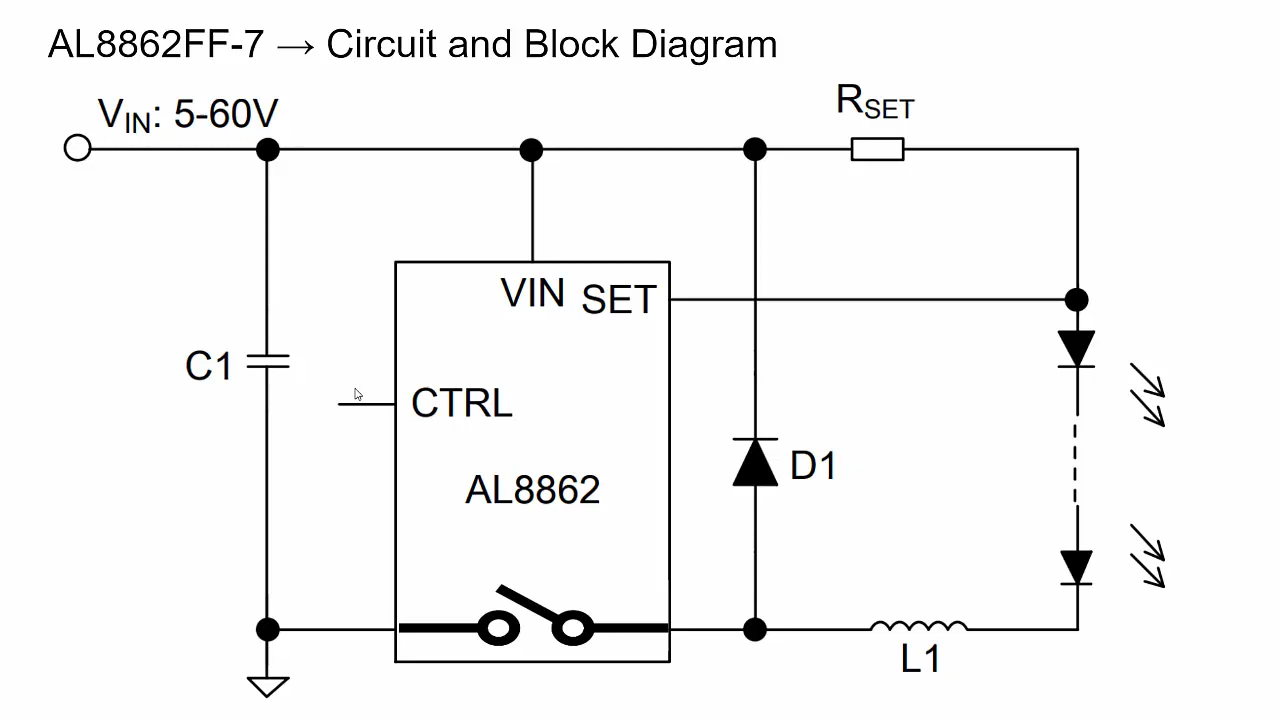 AL8862FF-7 → Circuit and Block Diagram
VIN: 5-60V
RSET
VIN SET
C1
CTRL
D1
AL8862
L1